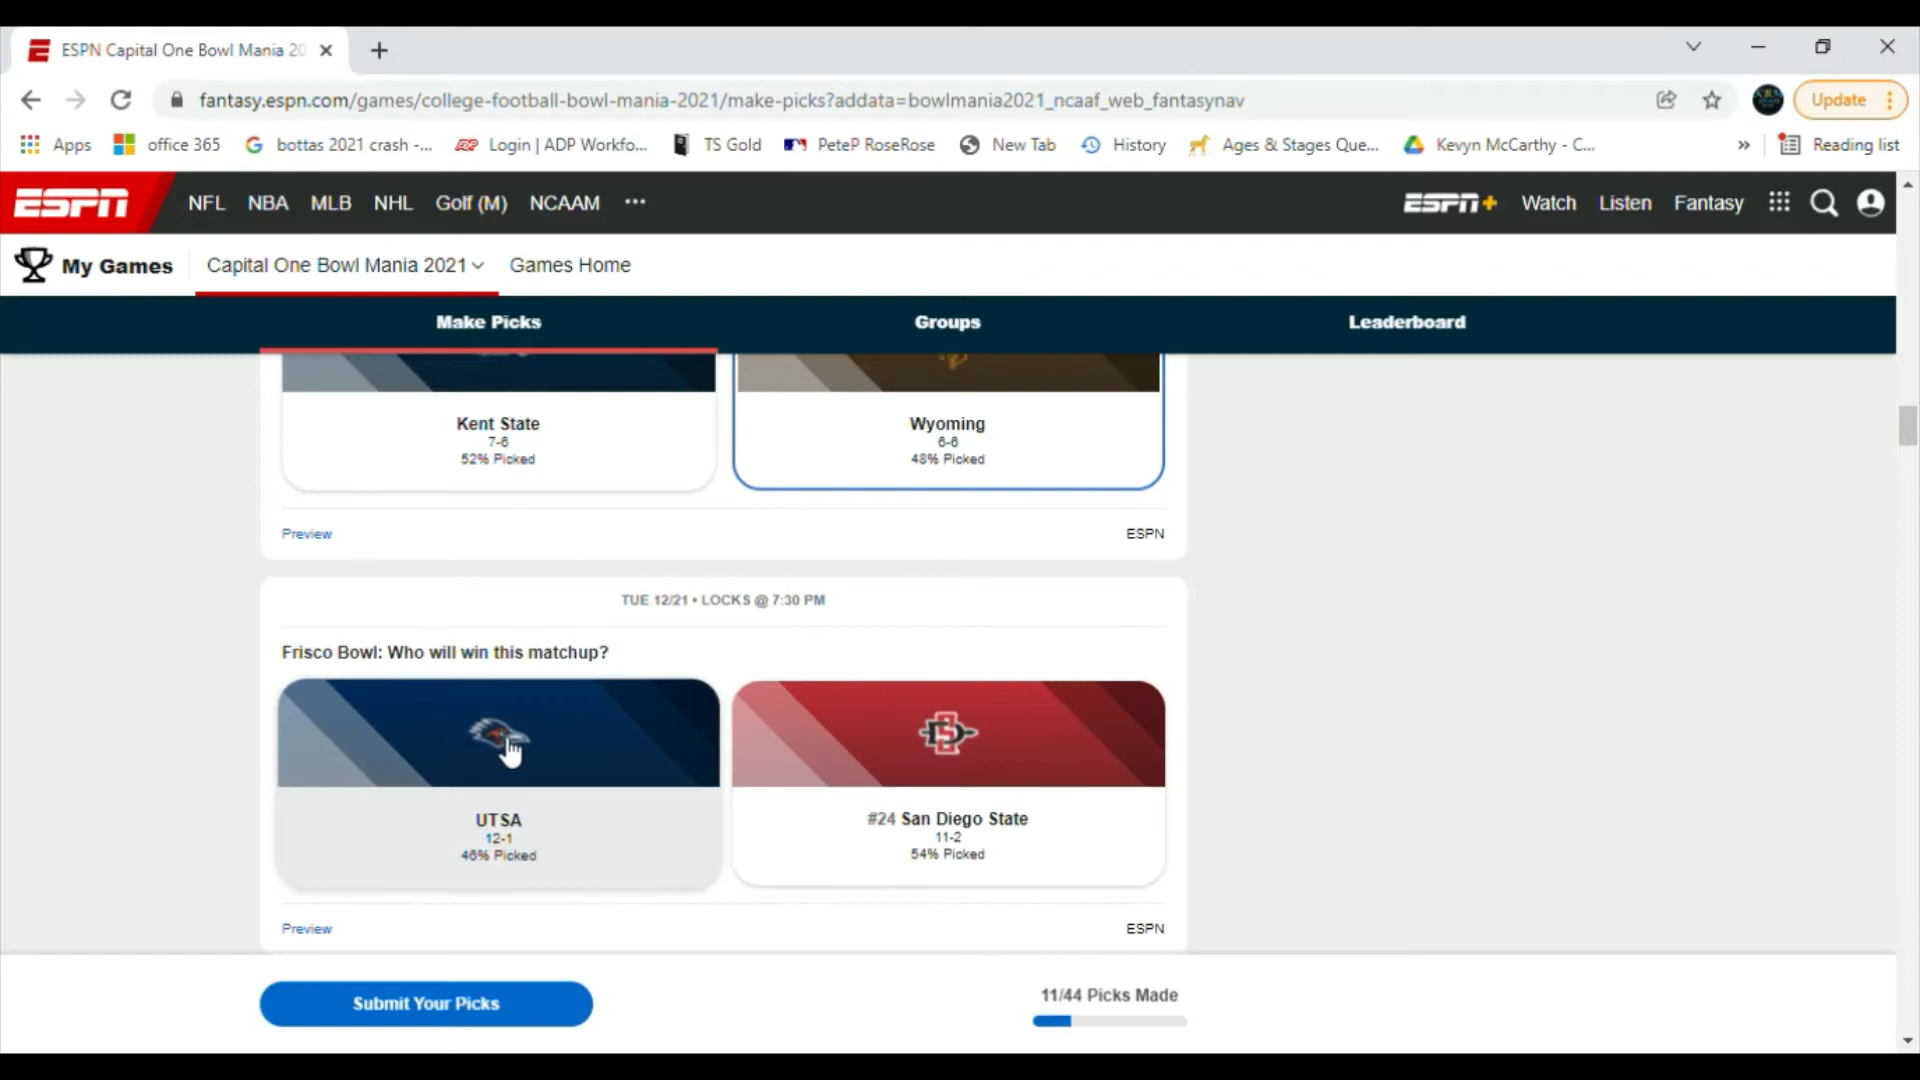 ESPN Capital One Bowl Mania 20
fantasy.espn.com/games/college-football-bowl-mania-2021/make-picks?addata=bowlmania2021_ncaaf_web_fantasynav
Update
Apps office 365 bottas 2021 crash -... Login | ADP Workfo... TS Gold PeteP RoseRose New Tab History Ages & Stages Que... Kevyn McCarthy - C... » Reading list
ESPN NFL NBA MLB NHL Golf (M) NCAAM ••• ESPN+ Watch Listen Fantasy
My Games Capital One Bowl Mania 2021 Games Home
Make Picks Groups Leaderboard
Kent State Wyoming
7-6 6-6
52% Picked 48% Picked
Preview ESPN
TUE 12/21 • LOCKS @ 7:30 PM
Frisco Bowl: Who will win this matchup?
UTSA #24 San Diego State
12-1 11-2
46% Picked 54% Picked
Preview ESPN
Submit Your Picks 11/44 Picks Made